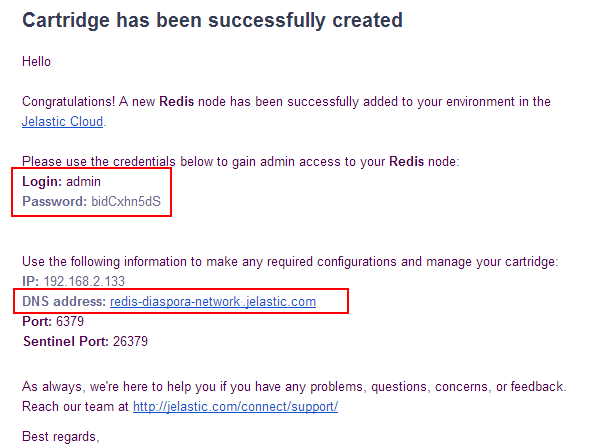 Cartridge has been successfully created
Hello
Congratulations! A new Redis node has been successfully added to your environment in the
Jelastic Cloud.
Please use the credentials below to gain admin access to your Redis node:
Login: admin
Password: bidCxhn5dS
Use the following information to make any required configurations and manage your cartridge:
IP: 192.168.2.133
DNS address: redis-diaspora-network.jelastic.com
Port: 6379
Sentinel Port: 26379
As always, we're here to help you if you have any problems, questions, concerns, or feedback.
Reach our team at http://jelastic.com/connect/support/
Best regards,